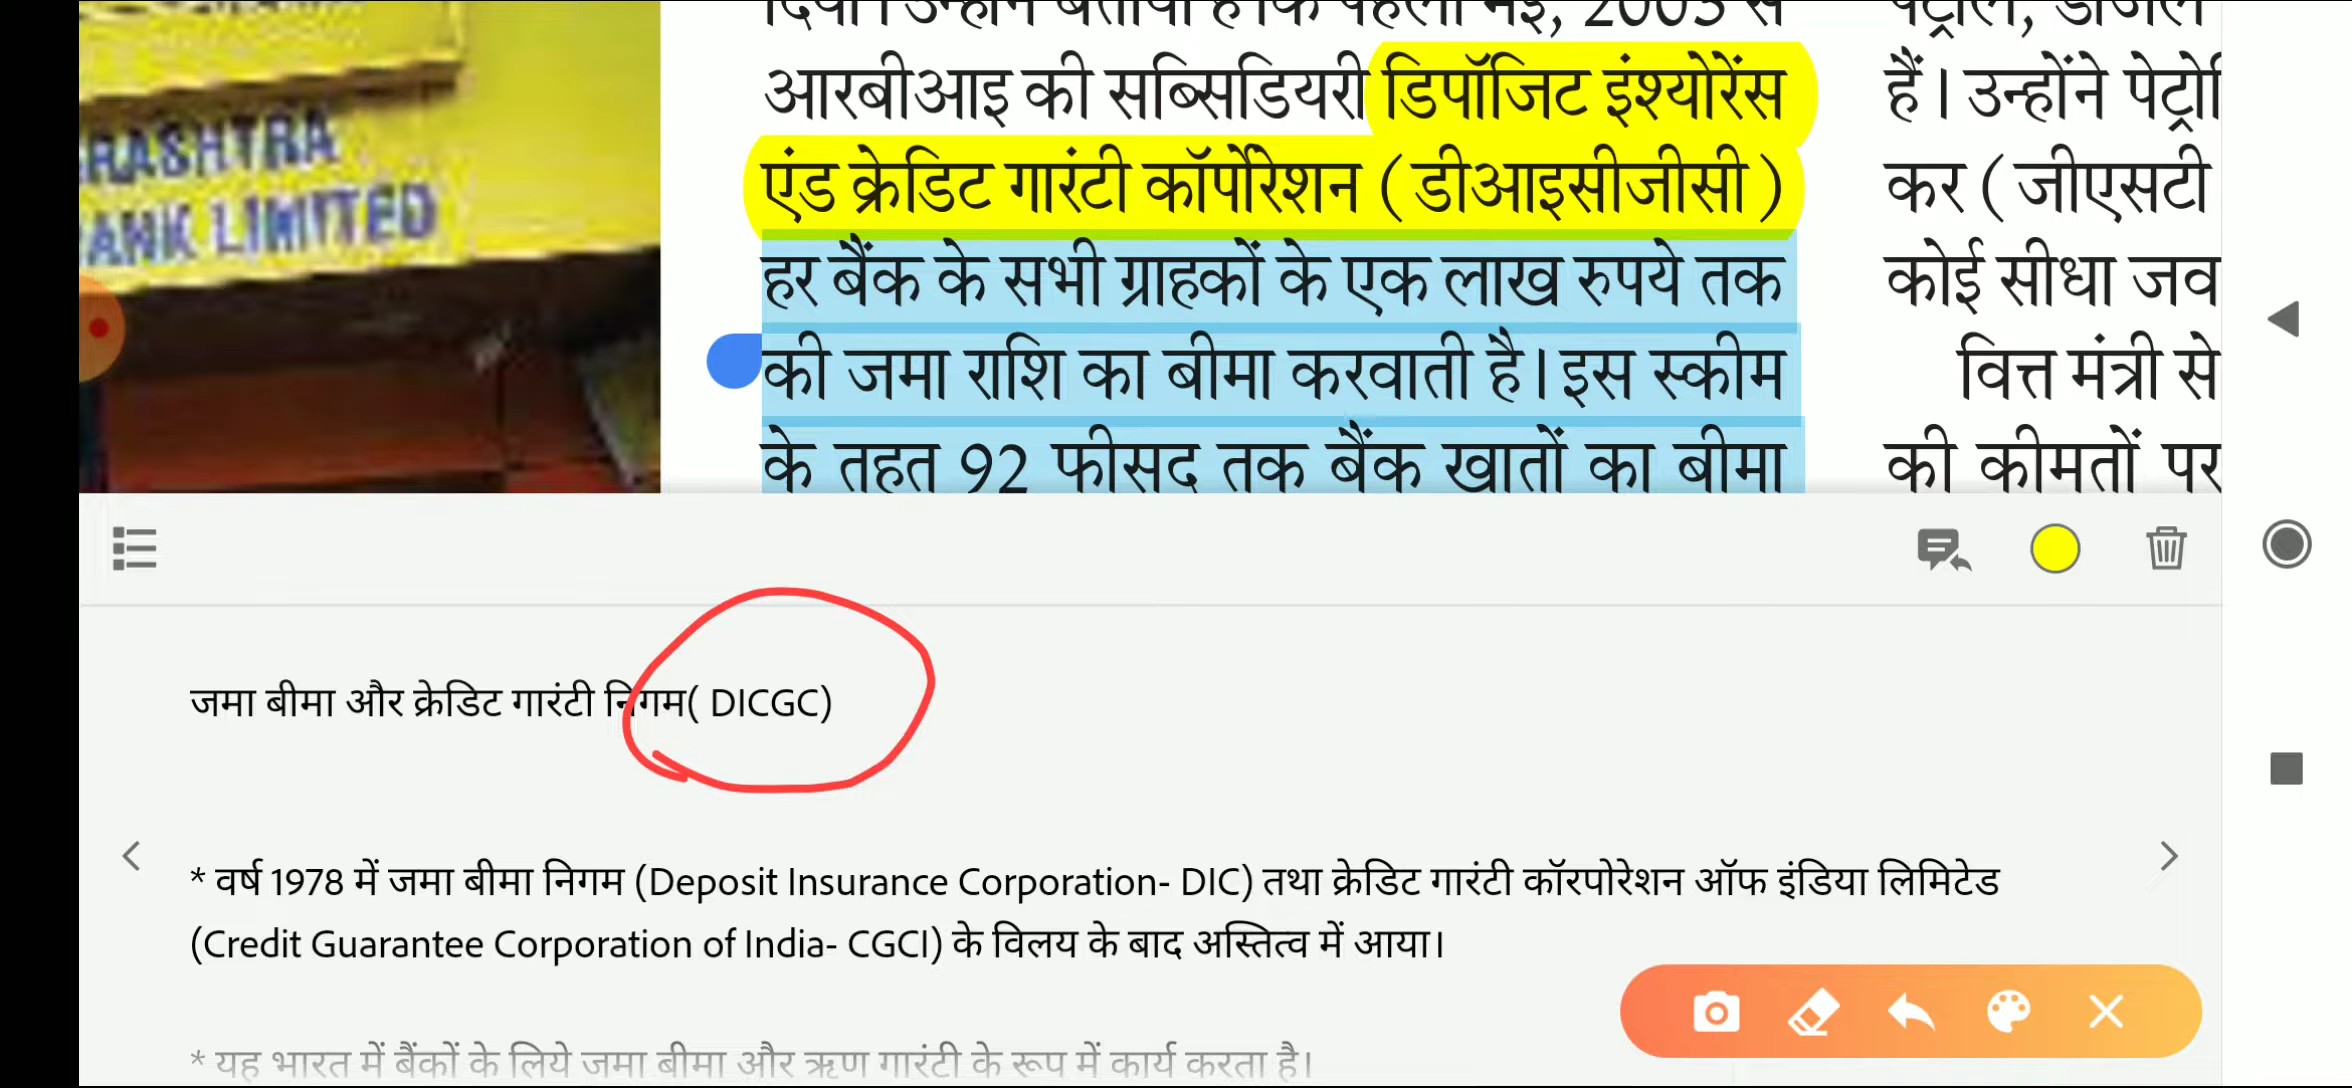 RASHTRA
ANK LIMITED
आरबीआइ की सब्सिडियरी डिपॉजिट इंश्योरेंस
एंड क्रेडिट गारंटी कॉर्पोरेशन ( डीआइसीजीसी )
हर बैंक के सभी ग्राहकों के एक लाख रुपये तक
की जमा राशि का बीमा करवाती है। इस स्कीम
के तहत 92 फीसद तक बैंक खातों का बीमा
हैं। उन्होंने पेट्रो
कर ( जीएसटी
कोई सीधा जव
वित्त मंत्री से
की कीमतों पर
जमा बीमा और क्रेडिट गारंटी निगम( DICGC)
* वर्ष 1978 में जमा बीमा निगम (Deposit Insurance Corporation- DIC) तथा क्रेडिट गारंटी कॉरपोरेशन ऑफ इंडिया लिमिटेड
(Credit Guarantee Corporation of India- CGCI) के विलय के बाद अस्तित्व में आया।
* यह भारत में बैंकों के लिये जमा बीमा और ऋण गारंटी के रूप में कार्य करता है।